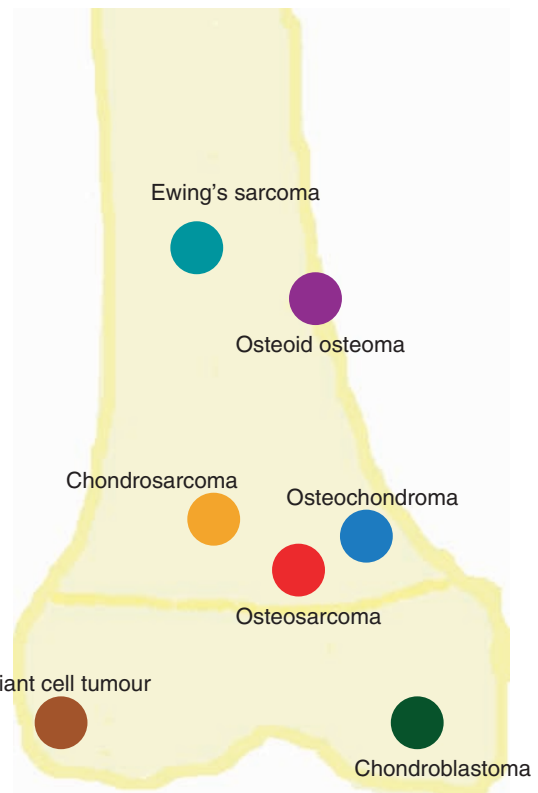 Ewing's sarcoma
Osteoid osteoma
Chondrosarcoma
Osteochondroma
Osteosarcoma
iant cell tumour
Chondroblastoma